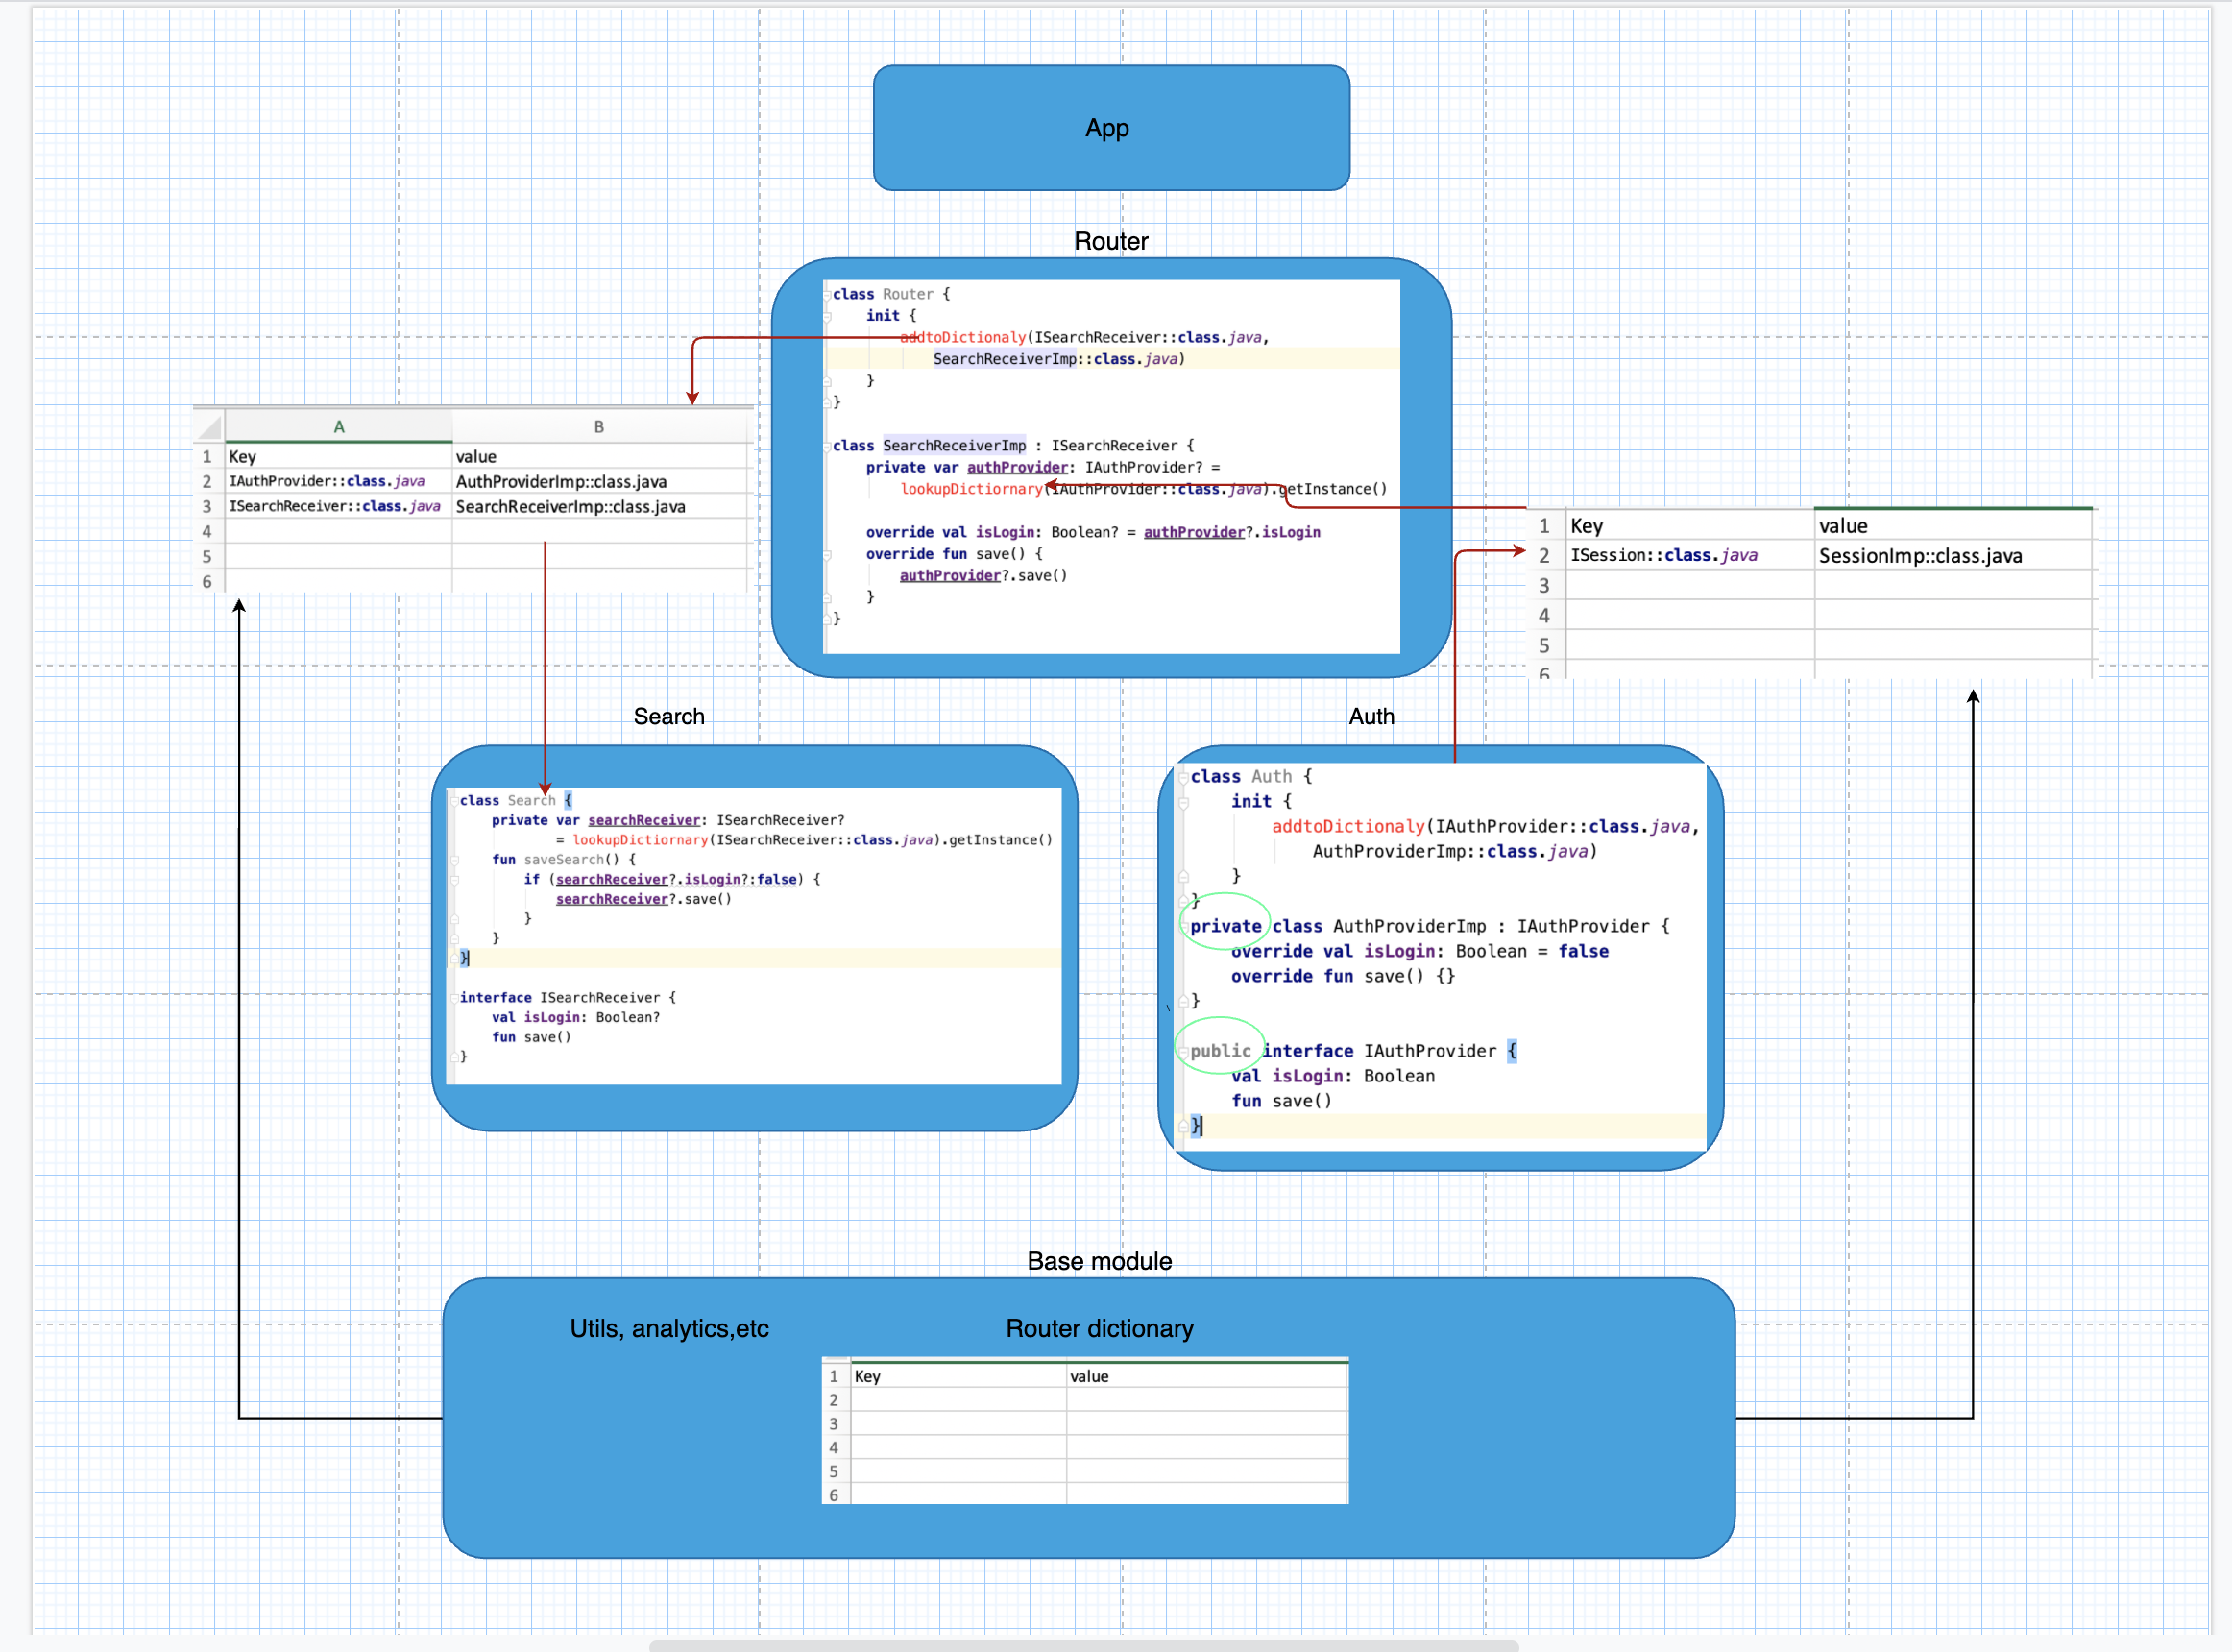 App
Router
class Router {
init {
addtoDictionaly(ISearchReceiver::class.java,
SearchReceiverImp::class.java)
}
}
class SearchReceiverImp : ISearchReceiver {
private var authProvider: IAuthProvider? =
lookupDictiornary(IAuthProvider::class.java).getInstance()
override val isLogin: Boolean? = authProvider?.isLogin
override fun save() {
authProvider?.save()
}
}
A B
1 Key value
2 IAuthProvider::class.java AuthProviderImp::class.java
3 ISearchReceiver::class.java SearchReceiverImp::class.java
4
5
6
1 Key value
2 ISession::class.java SessionImp::class.java
3
4
5
6
Search
class Search {
private var searchReceiver: ISearchReceiver?
= lookupDictiornary(ISearchReceiver::class.java).getInstance()
fun saveSearch() {
if (searchReceiver?.isLogin?:false) {
searchReceiver?.save()
}
}
}
interface ISearchReceiver {
val isLogin: Boolean?
fun save()
}
Auth
class Auth {
init {
addtoDictionaly(IAuthProvider::class.java,
AuthProviderImp::class.java)
}
}
private class AuthProviderImp : IAuthProvider {
override val isLogin: Boolean = false
override fun save() {}
}
public interface IAuthProvider {
val isLogin: Boolean
fun save()
}
\
Base module
Utils, analytics,etc
Router dictionary
1 Key value
2
3
4
5
6